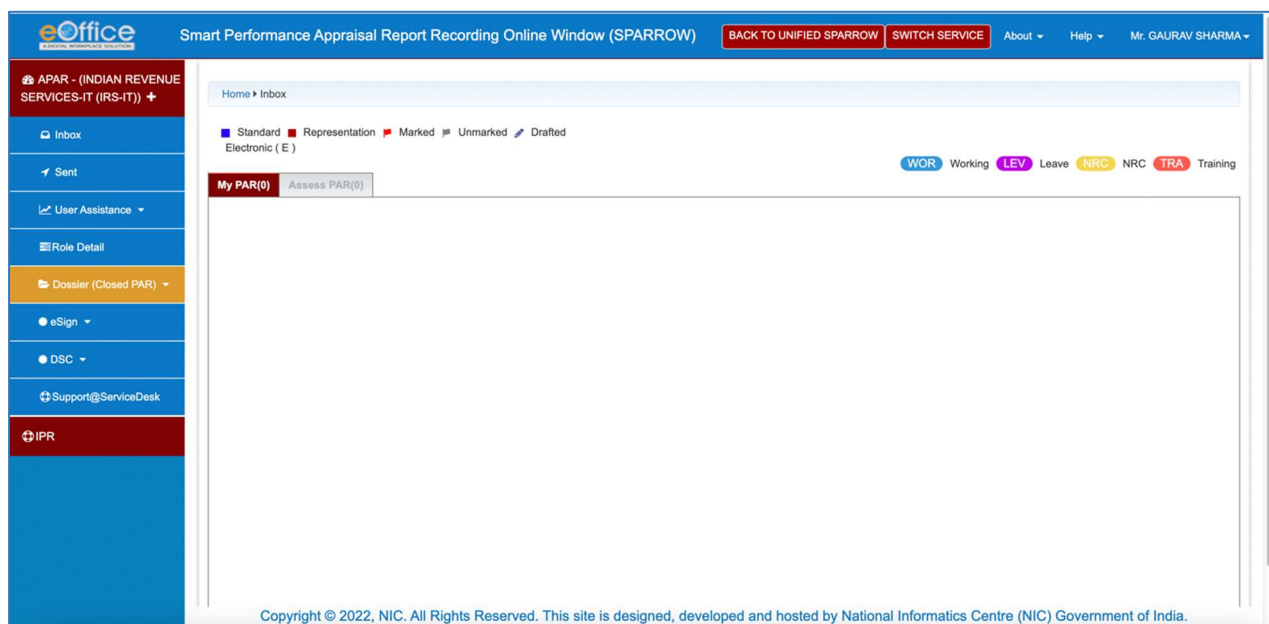 eOffice
A DIGITAL WORKPLACE SOLUTION
Smart Performance Appraisal Report Recording Online Window (SPARROW)
BACK TO UNIFIED SPARROW
SWITCH SERVICE
About
Help
Mr. GAURAV SHARMA
APAR - (INDIAN REVENUE
SERVICES-IT (IRS-IT))
Inbox
Sent
User Assistance
Role Detail
Dossier (Closed PAR)
eSign
DSC
Support@ServiceDesk
IPR
Home Inbox
Standard Representation Marked Unmarked Drafted
Electronic ( E )
WOR Working LEV Leave NRC NRC TRA Training
My PAR(0) Assess PAR(0)
Copyright © 2022, NIC. All Rights Reserved. This site is designed, developed and hosted by National Informatics Centre (NIC) Government of India.